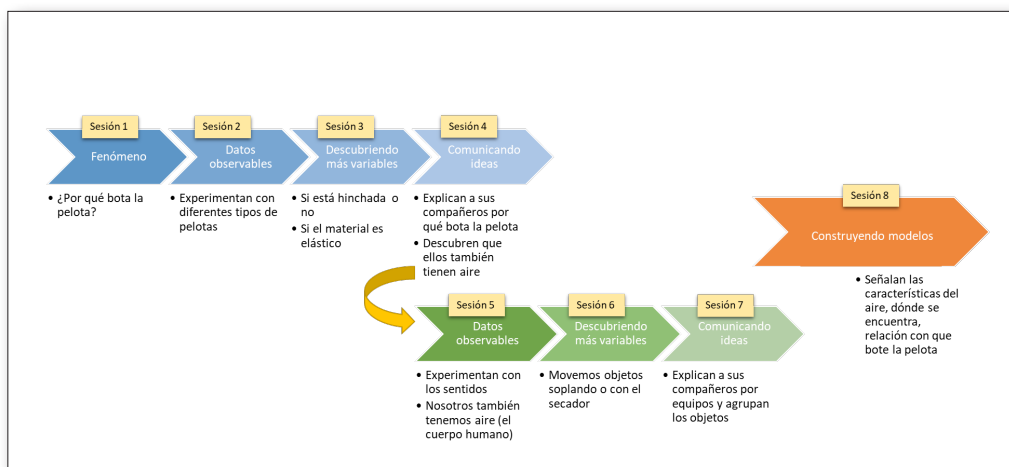 Sesión 1
Fenómeno
• ¿Por qué bota la
pelota?
Sesión 2
Datos
observables
• Experimentan con
diferentes tipos de
pelotas
Sesión 3
Descubriendo
más variables
• Si está hinchada o
no
• Si el material es
elástico
Sesión 4
Comunicando
ideas
• Explican a sus
compañeros por
qué bota la pelota
• Descubren que
ellos también
tienen aire
Sesión 5
Datos
observables
• Experimentan con
los sentidos
• Nosotros también
tenemos aire (el
cuerpo humano)
Sesión 6
Descubriendo
más variables
• Movemos objetos
soplando o con el
secador
Sesión 7
Comunicando
ideas
• Explican a sus
compañeros por
equipos y agrupan
los objetos
Sesión 8
Construyendo modelos
• Señalan las
características del
aire, dónde se
encuentra,
relación con que
bote la pelota